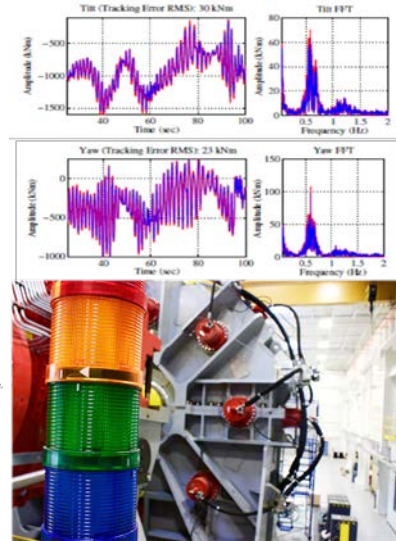 Tilt (Tracking Error RMS): 30 kNm
Tilt FFT
Amplitude (kNm)
-500
-1000
-1500
40 60 80 100
Time (sec)
Amplitude (kNm)
80
60
40
20
0
0.5 1 1.5 2
Frequency (Hz)
Yaw (Tracking Error RMS): 23 kNm
Yaw FFT
Amplitude (kNm)
0
-500
-1000
40 60 80 100
Time (sec)
Amplitude (kNm)
150
100
50
0
0.5 1 1.5 2
Frequency (Hz)